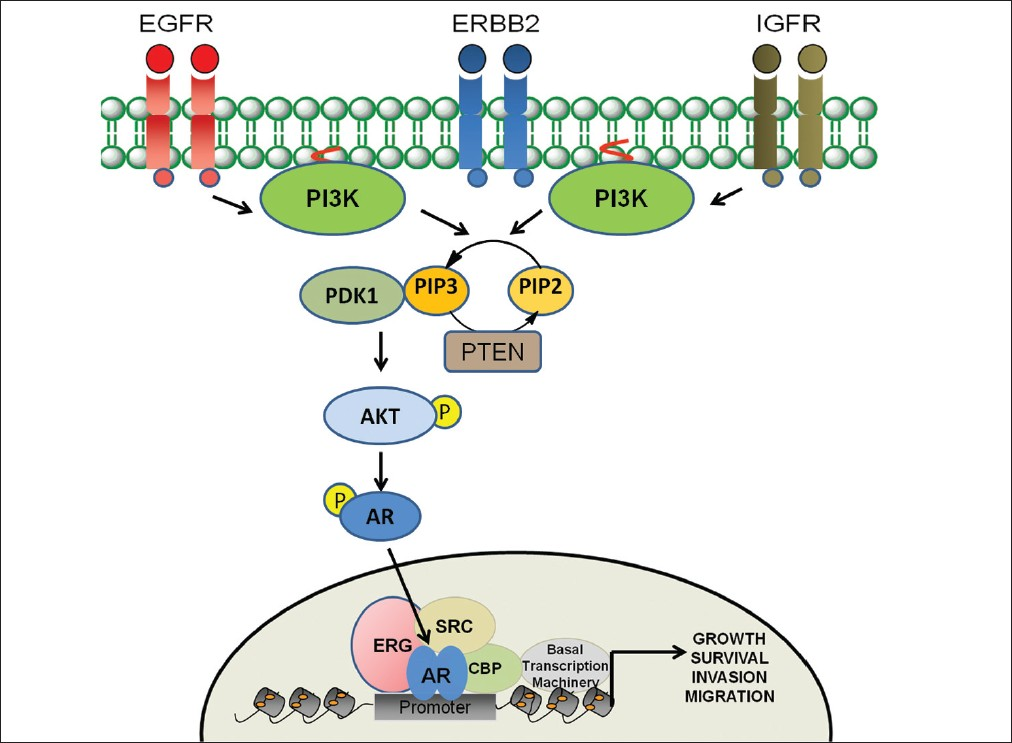 EGFR
ERBB2
IGFR
PI3K
PI3K
PDK1
PIP3
PIP2
PTEN
AKT
P
P
AR
ERG
SRC
AR
CBP
Basal
Transcription
Machinery
Promoter
GROWTH
SURVIVAL
INVASION
MIGRATION